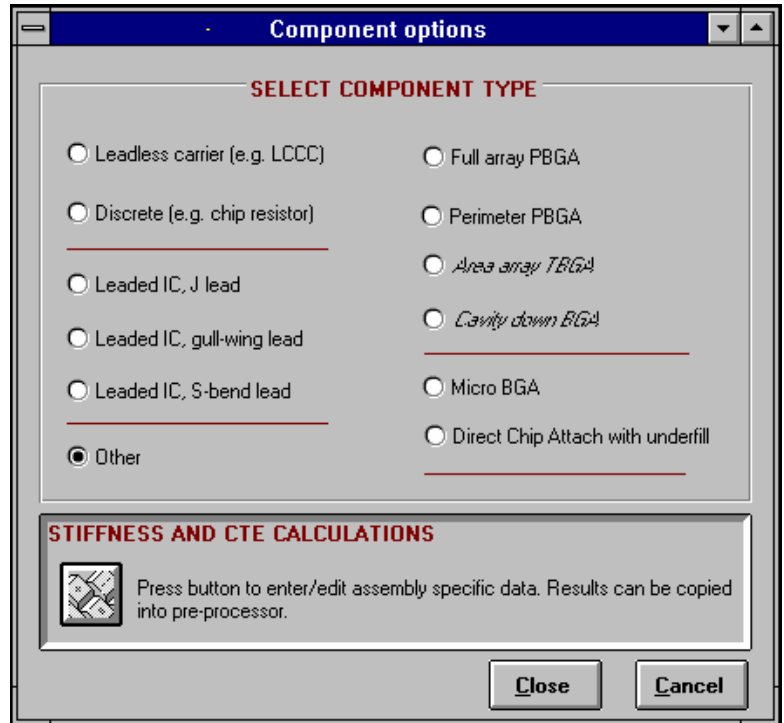 Component options
SELECT COMPONENT TYPE
Leadless carrier (e.g. LCCC)
Discrete (e.g. chip resistor)
Leaded IC, J lead
Leaded IC, gull-wing lead
Leaded IC, S-bend lead
Other
Full array PBGA
Perimeter PBGA
Area array TBGA
Cavity down BGA
Micro BGA
Direct Chip Attach with underfill
STIFFNESS AND CTE CALCULATIONS
Press button to enter/edit assembly specific data. Results can be copied
into pre-processor.
Close
Cancel